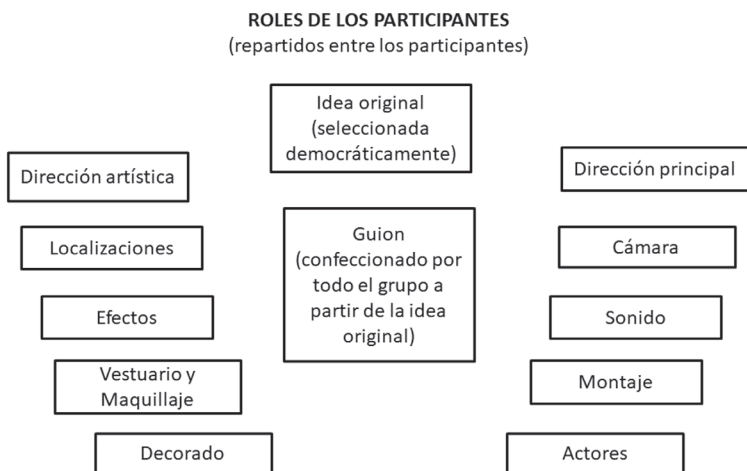 ROLES DE LOS PARTICIPANTES
(repartidos entre los participantes)
Idea original
(seleccionada
democráticamente)
Dirección artística
Dirección principal
Guion
(confeccionado por
todo el grupo a
partir de la idea
original)
Localizaciones
Cámara
Efectos
Sonido
Vestuario y
Maquillaje
Montaje
Decorado
Actores